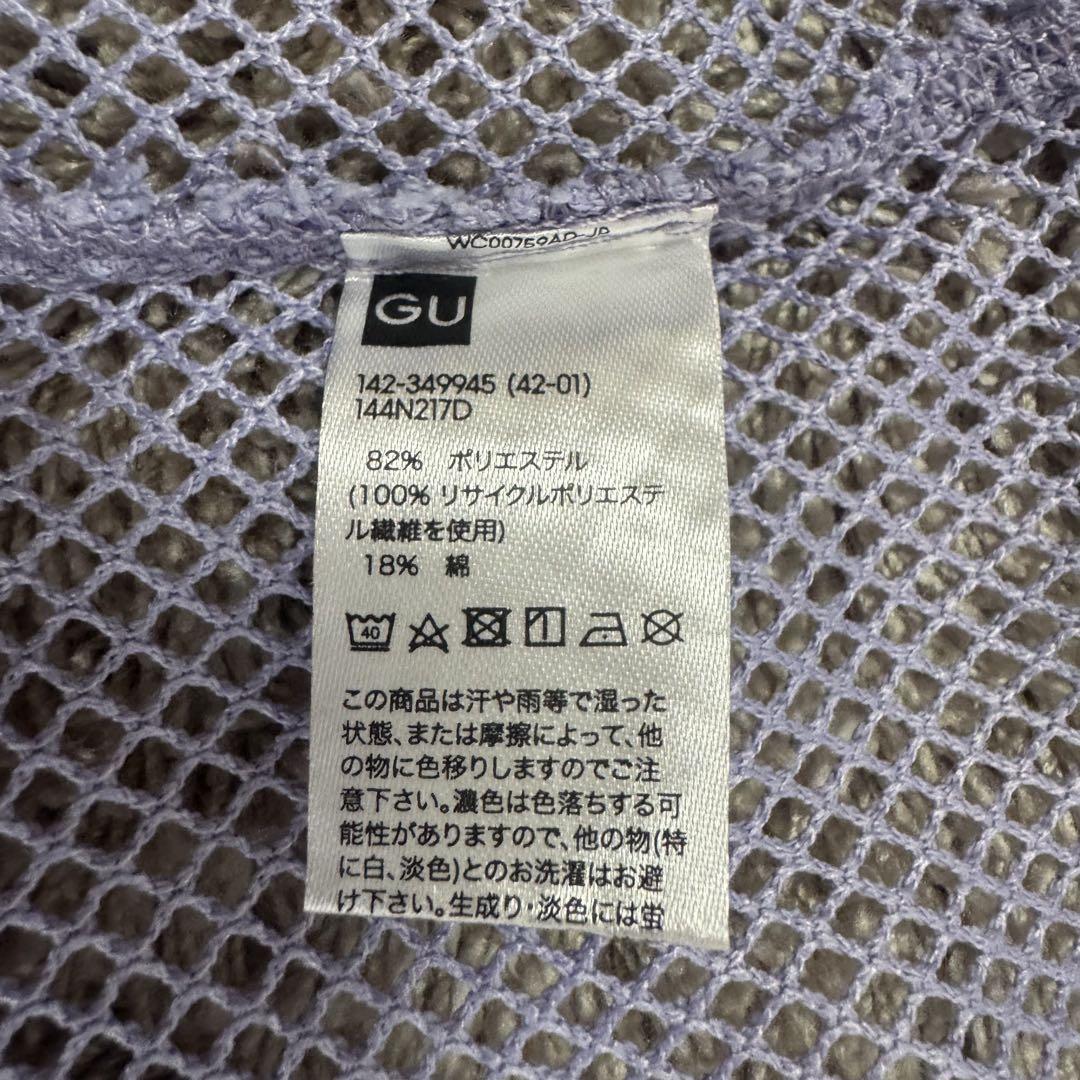 GU
142-349945 (42-01)
144N217D
82% ポリエステル
(100% リサイクルポリエステ
ル繊維を使用)
18% 綿
40
この商品は汗や雨等で湿った
状態、または摩擦によって、他
の物に色移りしますのでご注
意下さい。濃色は色落ちする可
能性がありますので、他の物(特
に白、淡色)とのお洗濯はお避
け下さい。生成り・淡色には蛍